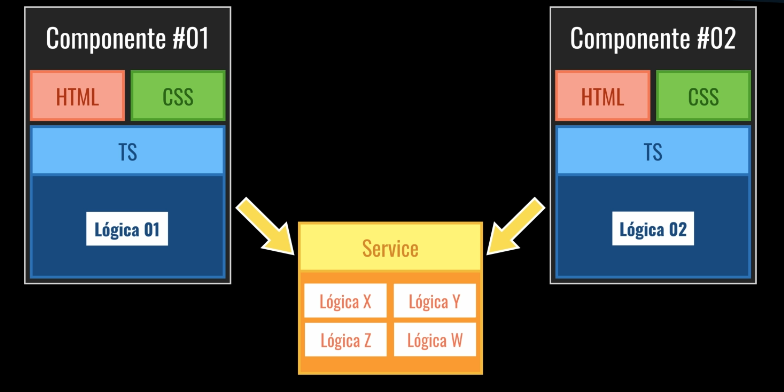 Componente #01
HTML
CSS
TS
Lógica 01
Componente #02
HTML
CSS
TS
Lógica 02
Service
Lógica X
Lógica Y
Lógica Z
Lógica W